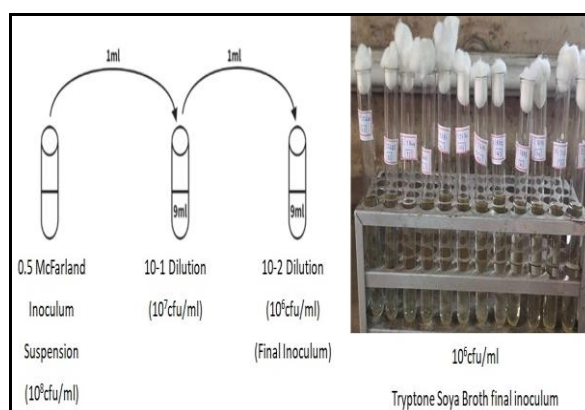 1ml
1ml
9ml
9ml
0.5 McFarland
Inoculum
Suspension
(10⁸cfu/ml)
10-1 Dilution
(10⁷cfu/ml)
10-2 Dilution
(10⁶cfu/ml)
(Final Inoculum)
10⁶cfu/ml
Tryptone Soya Broth final inoculum